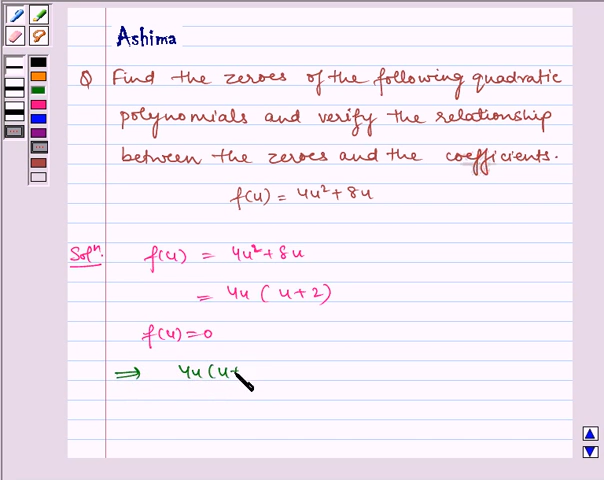 Ashima
Q Find the zeroes of the following quadratic
polynomials and verify the relationship
between the zeroes and the coefficients.
f(u) = 4u² + 8u
Solⁿ. f(u) = 4u² + 8u
= 4u ( u + 2 )
f(u) = 0
⇒ 4u ( u +